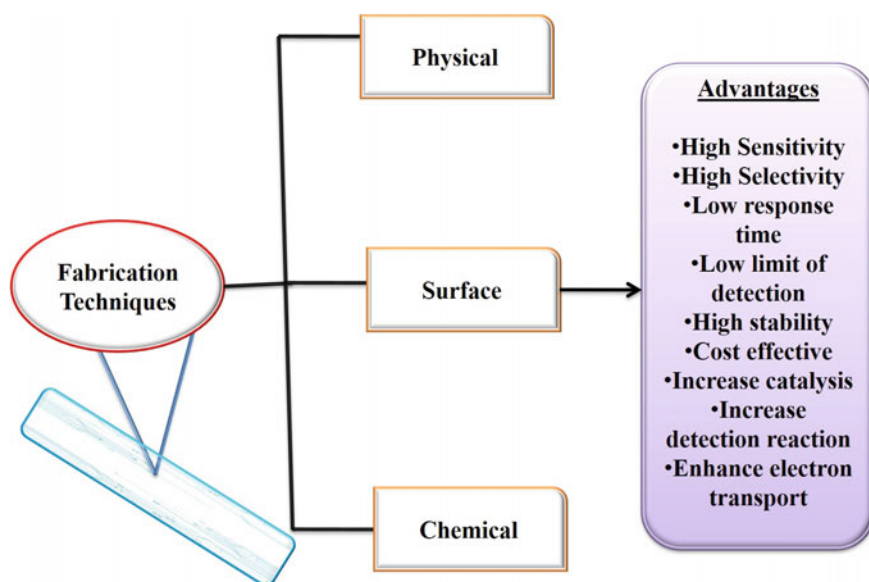 Physical
Fabrication
Techniques
Surface
Chemical
Advantages
•High Sensitivity
•High Selectivity
•Low response
time
•Low limit of
detection
•High stability
•Cost effective
•Increase catalysis
•Increase
detection reaction
•Enhance electron
transport